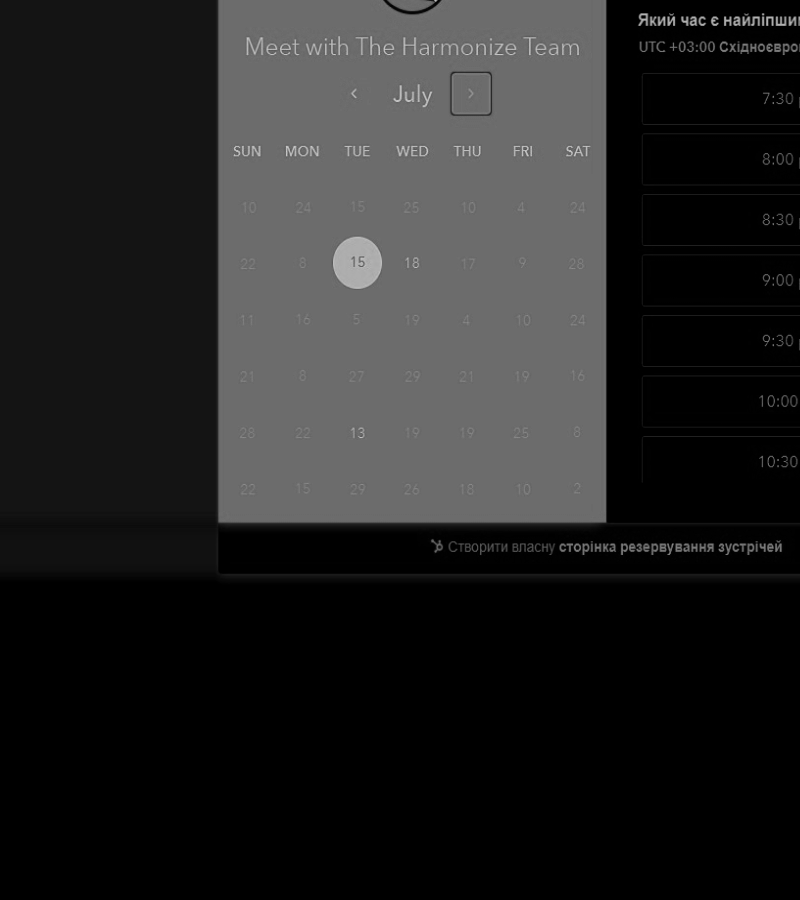 Meet with The Harmonize Team
July
SUN MON TUE WED THU FRI SAT
10 24 15 25 10 4 24
22 8 15 18 17 9 28
11 16 5 19 4 10 24
21 8 27 29 21 19 16
28 22 13 19 19 25 8
22 15 29 26 18 10 2
Який час є найліпши
UTC +03:00 Східноєвро
7:30
8:00
8:30
9:00
9:30
10:00
10:30
Створити власну сторінка резервування зустрічей